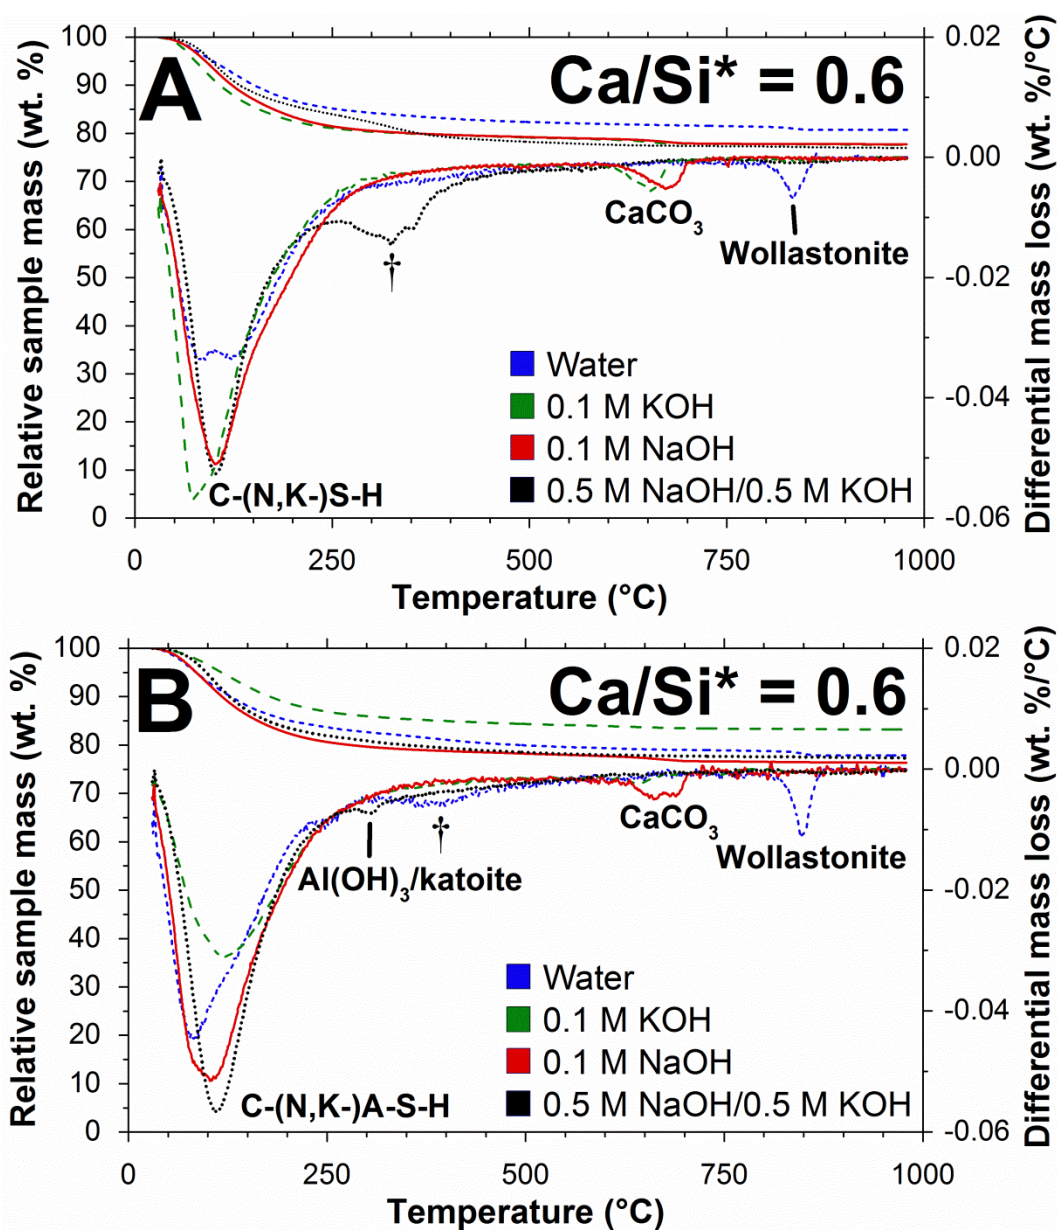 A
Ca/Si* = 0.6
Relative sample mass (wt. %)
100
90
80
70
60
50
40
30
20
10
0
0.02
0.00
-0.02
-0.04
-0.06
Differential mass loss (wt. %/°C)
CaCO₃
Wollastonite
†
Water
0.1 M KOH
0.1 M NaOH
0.5 M NaOH/0.5 M KOH
C-(N,K-)S-H
0 250 500 750 1000
Temperature (°C)
B
Ca/Si* = 0.6
Relative sample mass (wt. %)
100
90
80
70
60
50
40
30
20
10
0
0.02
0.00
-0.02
-0.04
-0.06
Differential mass loss (wt. %/°C)
CaCO₃
†
Wollastonite
Al(OH)₃/katoite
Water
0.1 M KOH
0.1 M NaOH
0.5 M NaOH/0.5 M KOH
C-(N,K-)A-S-H
0 250 500 750 1000
Temperature (°C)